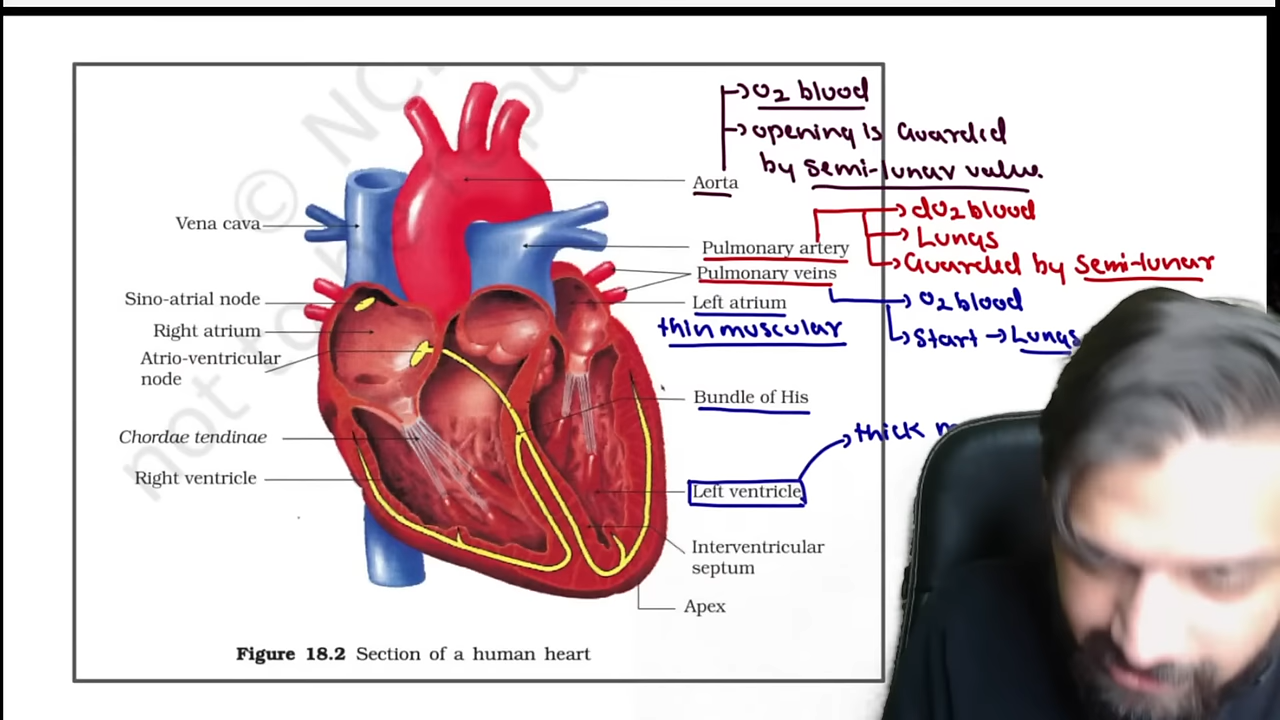 → O2 blood
→ opening is Guarded
by semi-lunar valve.
Aorta
→ dO2 blood
→ Lungs
→ Guarded by semi-lunar
Vena cava
Pulmonary artery
Pulmonary veins
→ O2 blood
Sino-atrial node
Left atrium
thin muscular
→ Start → Lungs
Right atrium
Atrio-ventricular
node
Bundle of His
→ thick
Chordae tendinae
Right ventricle
Left ventricle
Interventricular
septum
Apex
Figure 18.2 Section of a human heart
©
not